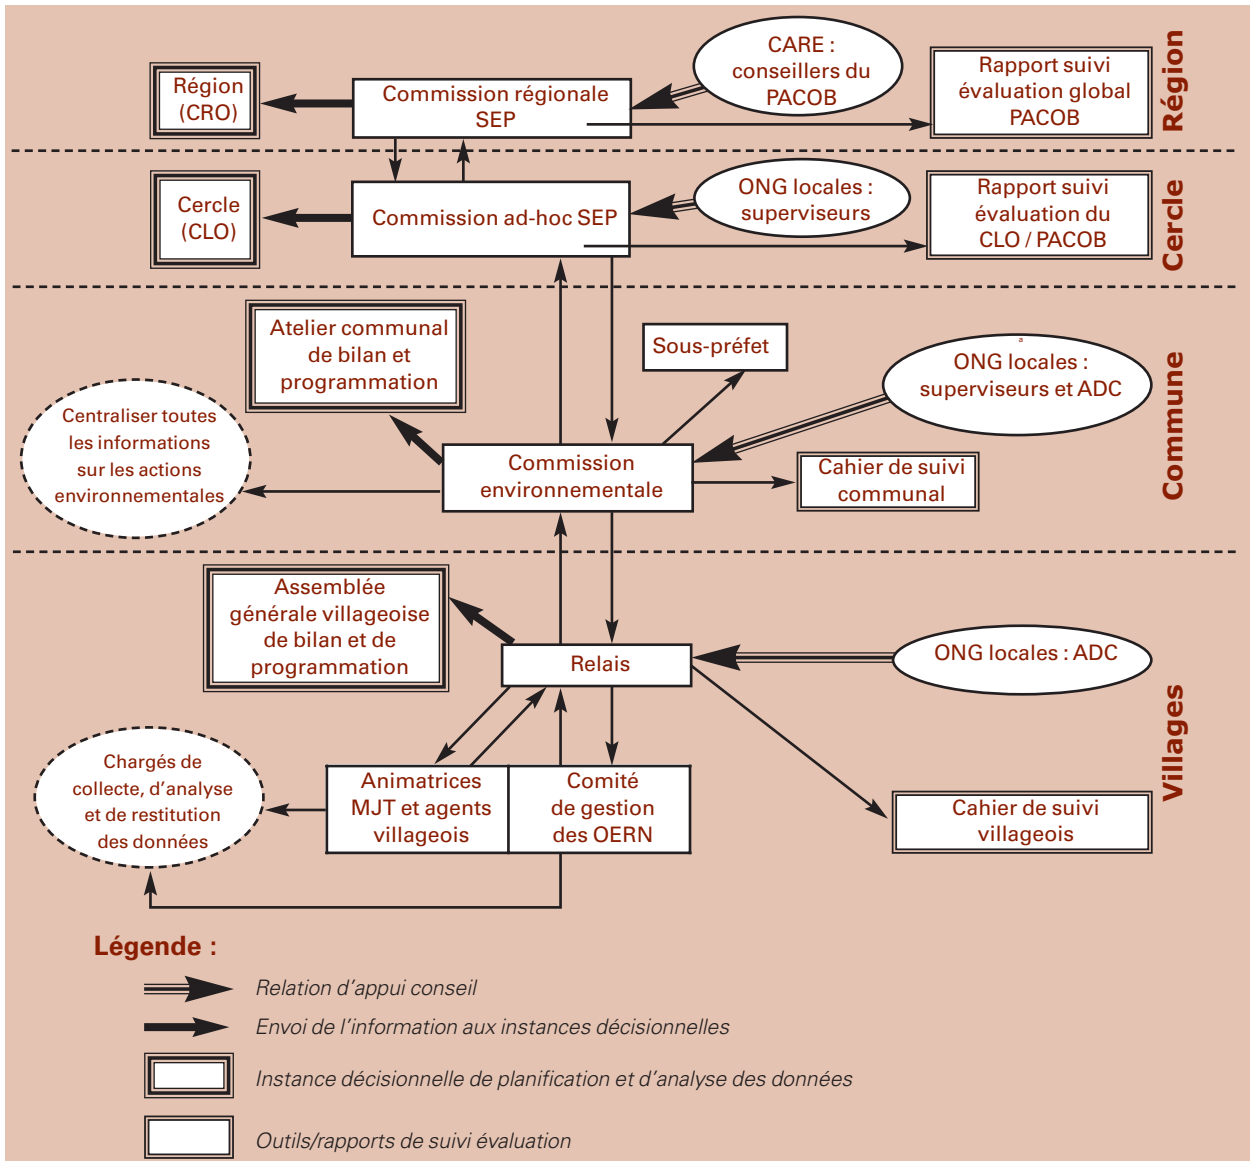 CARE :
conseillers du
PACOB
Région
(CRO)
Commission régionale
SEP
Rapport suivi
évaluation global
PACOB
Région
Cercle
(CLO)
Commission ad-hoc SEP
ONG locales :
superviseurs
Rapport suivi
évaluation du
CLO / PACOB
Cercle
Atelier communal
de bilan et
programmation
Sous-préfet
a
ONG locales :
superviseurs et ADC
Centraliser toutes
les informations
sur les actions
environnementales
Commission
environnementale
Cahier de suivi
communal
Commune
Assemblée
générale villageoise
de bilan et de
programmation
Relais
ONG locales : ADC
Chargés de
collecte, d'analyse
et de restitution
des données
Animatrices
MJT et agents
villageois
Comité
de gestion
des OERN
Cahier de suivi
villageois
Villages
Légende :
Relation d'appui conseil
Envoi de l'information aux instances décisionnelles
Instance décisionnelle de planification et d'analyse des données
Outils/rapports de suivi évaluation